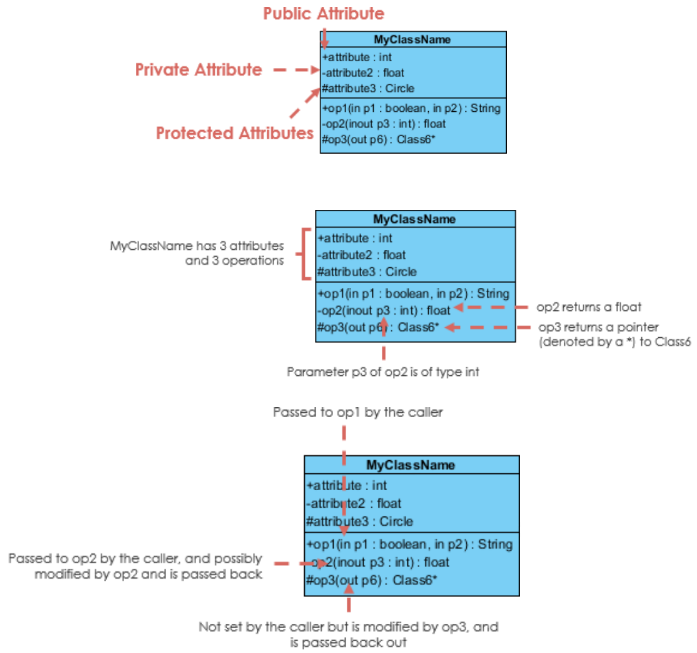 Public Attribute
MyClassName
+attribute : int
Private Attribute
-attribute2 : float
#attribute3 : Circle
Protected Attributes
+op1(in p1 : boolean, in p2) : String
-op2(inout p3 : int) : float
#op3(out p6) : Class6*
MyClassName
MyClassName has 3 attributes
and 3 operations
+attribute : int
-attribute2 : float
#attribute3 : Circle
+op1(in p1 : boolean, in p2) : String
-op2(inout p3 : int) : float
op2 returns a float
#op3(out p6) : Class6*
op3 returns a pointer
(denoted by a *) to Class6
Parameter p3 of op2 is of type int
Passed to op1 by the caller
MyClassName
+attribute : int
-attribute2 : float
#attribute3 : Circle
+op1(in p1 : boolean, in p2) : String
Passed to op2 by the caller, and possibly
modified by op2 and is passed back
-op2(inout p3 : int) : float
#op3(out p6) : Class6*
Not set by the caller but is modified by op3, and
is passed back out